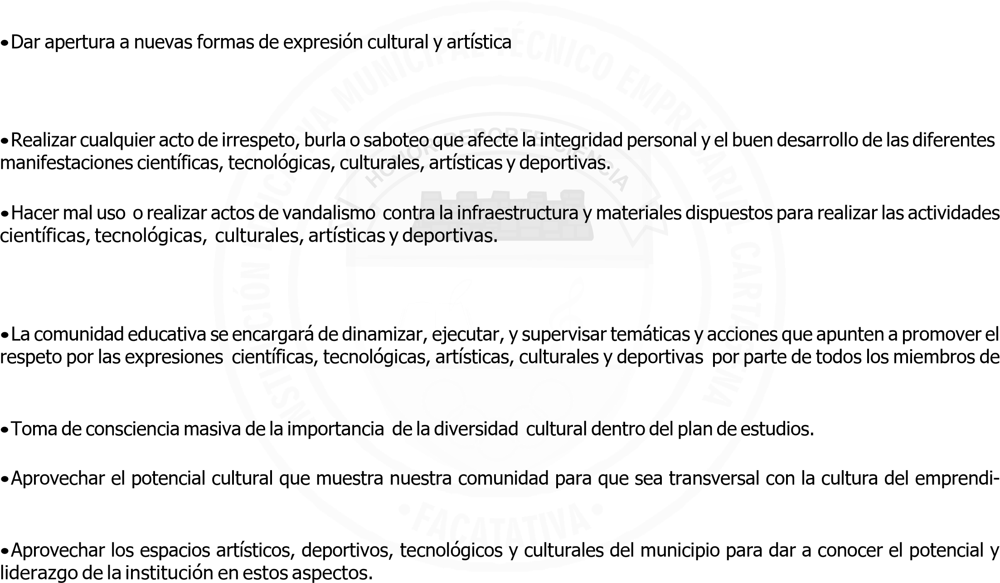 •Dar apertura a nuevas formas de expresión cultural y artística
•Realizar cualquier acto de irrespeto, burla o saboteo que afecte la integridad personal y el buen desarrollo de las diferentes
manifestaciones científicas, tecnológicas, culturales, artísticas y deportivas.
•Hacer mal uso o realizar actos de vandalismo contra la infraestructura y materiales dispuestos para realizar las actividades
científicas, tecnológicas, culturales, artísticas y deportivas.
•La comunidad educativa se encargará de dinamizar, ejecutar, y supervisar temáticas y acciones que apunten a promover el
respeto por las expresiones científicas, tecnológicas, artísticas, culturales y deportivas por parte de todos los miembros de
•Toma de consciencia masiva de la importancia de la diversidad cultural dentro del plan de estudios.
•Aprovechar el potencial cultural que muestra nuestra comunidad para que sea transversal con la cultura del emprendi-
•Aprovechar los espacios artísticos, deportivos, tecnológicos y culturales del municipio para dar a conocer el potencial y
liderazgo de la institución en estos aspectos.
MUNICIPAL TÉCNICO EMPRESARIAL CARTAGENA
HONOR DEPORTE CIENCIA
• FACATATIVA •